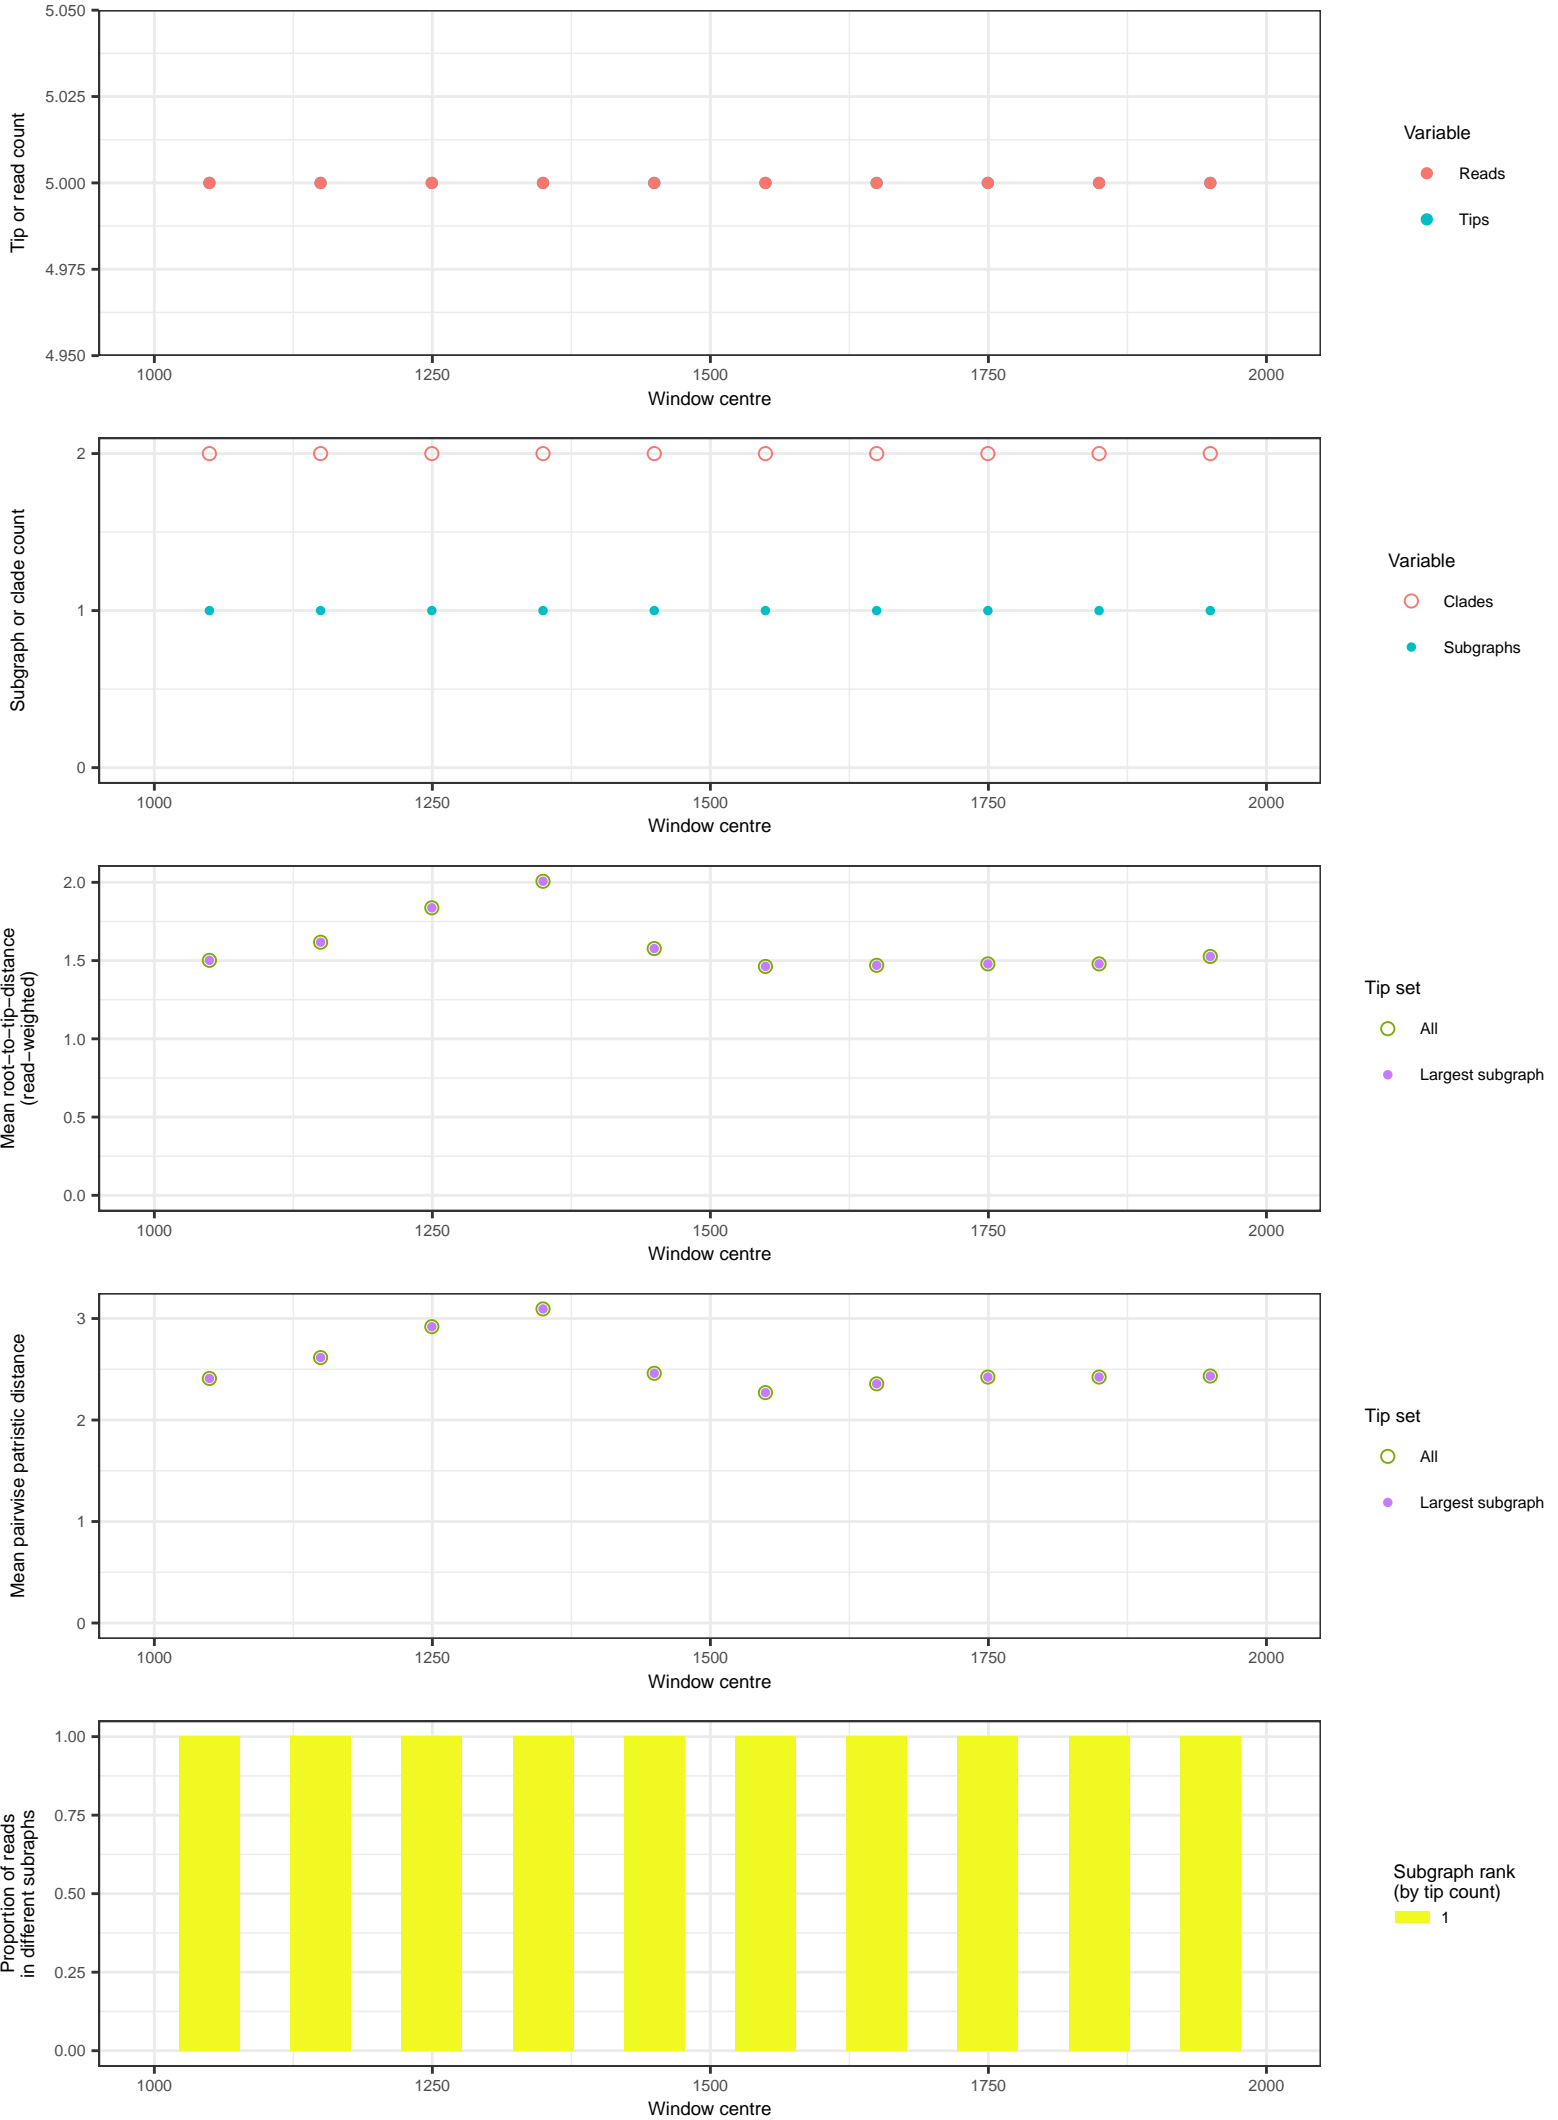 5.050
5.025
5.000
4.975
4.950
Tip or read count
1000 1250 1500 1750 2000
Window centre
Variable
Reads
Tips
2
1
0
Subgraph or clade count
1000 1250 1500 1750 2000
Window centre
Variable
Clades
Subgraphs
2.0
1.5
1.0
0.5
0.0
Mean root−to−tip−distance
(read−weighted)
1000 1250 1500 1750 2000
Window centre
Tip set
All
Largest subgraph
3
2
1
0
Mean pairwise patristic distance
1000 1250 1500 1750 2000
Window centre
Tip set
All
Largest subgraph
1.00
0.75
0.50
0.25
0.00
Proportion of reads
in different subraphs
1000 1250 1500 1750 2000
Window centre
Subgraph rank
(by tip count)
1